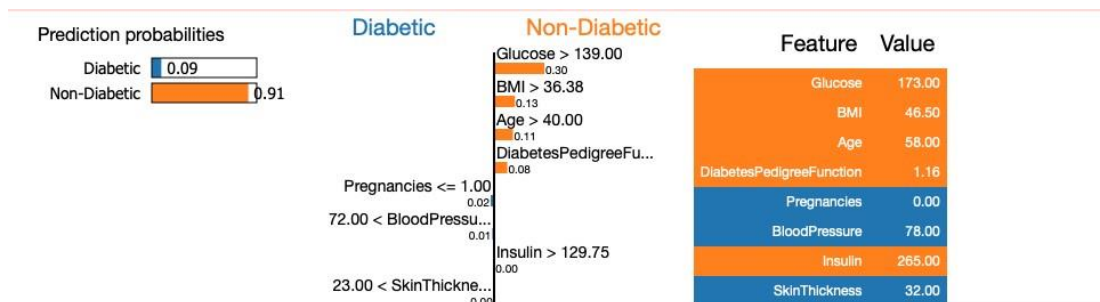 Prediction probabilities
Diabetic 0.09
Non-Diabetic 0.91
Diabetic Non-Diabetic
Glucose > 139.00
0.30
BMI > 36.38
0.13
Age > 40.00
0.11
DiabetesPedigreeFu...
0.08
Pregnancies <= 1.00
0.02
72.00 < BloodPressu...
0.01
Insulin > 129.75
0.00
23.00 < SkinThickne...
0.00
Feature Value
Glucose 173.00
BMI 46.50
Age 58.00
DiabetesPedigreeFunction 1.16
Pregnancies 0.00
BloodPressure 78.00
Insulin 265.00
SkinThickness 32.00